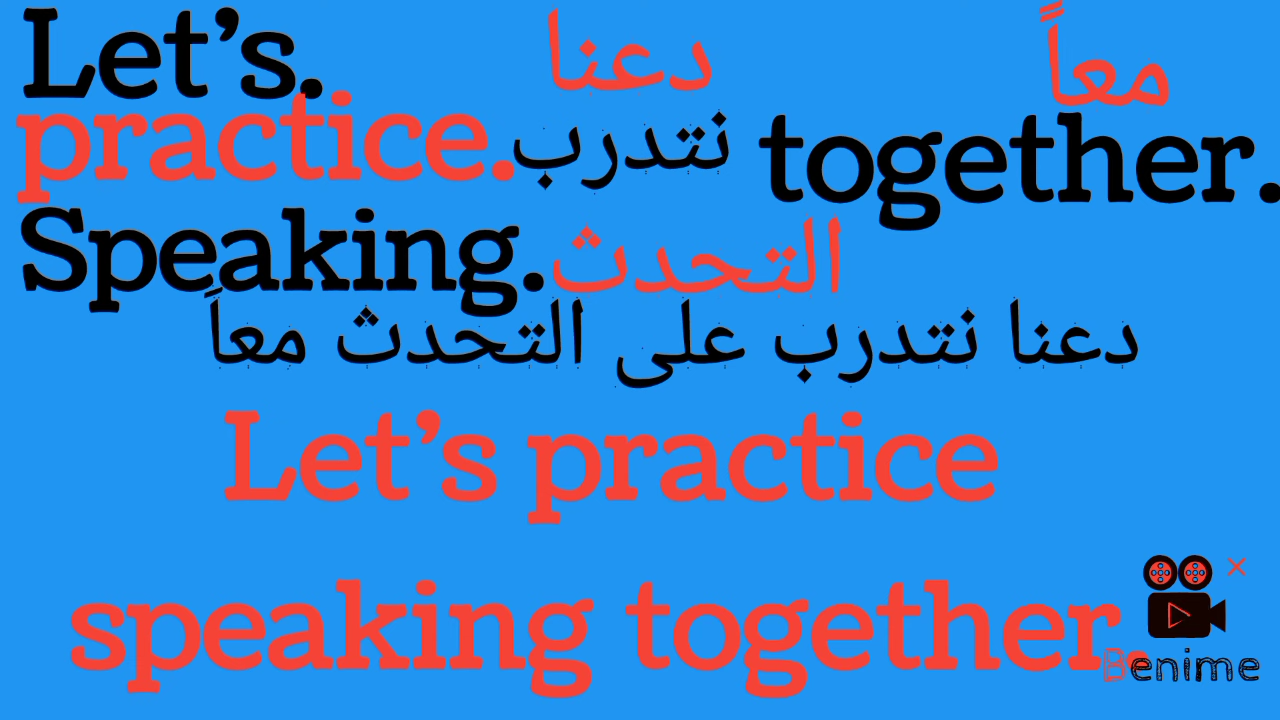 Let's. دعنا معاً
practice. نتدرب together.
Speaking. التحدث
دعنا نتدرب على التحدث معاً
Let's practice
speaking together.
Benime